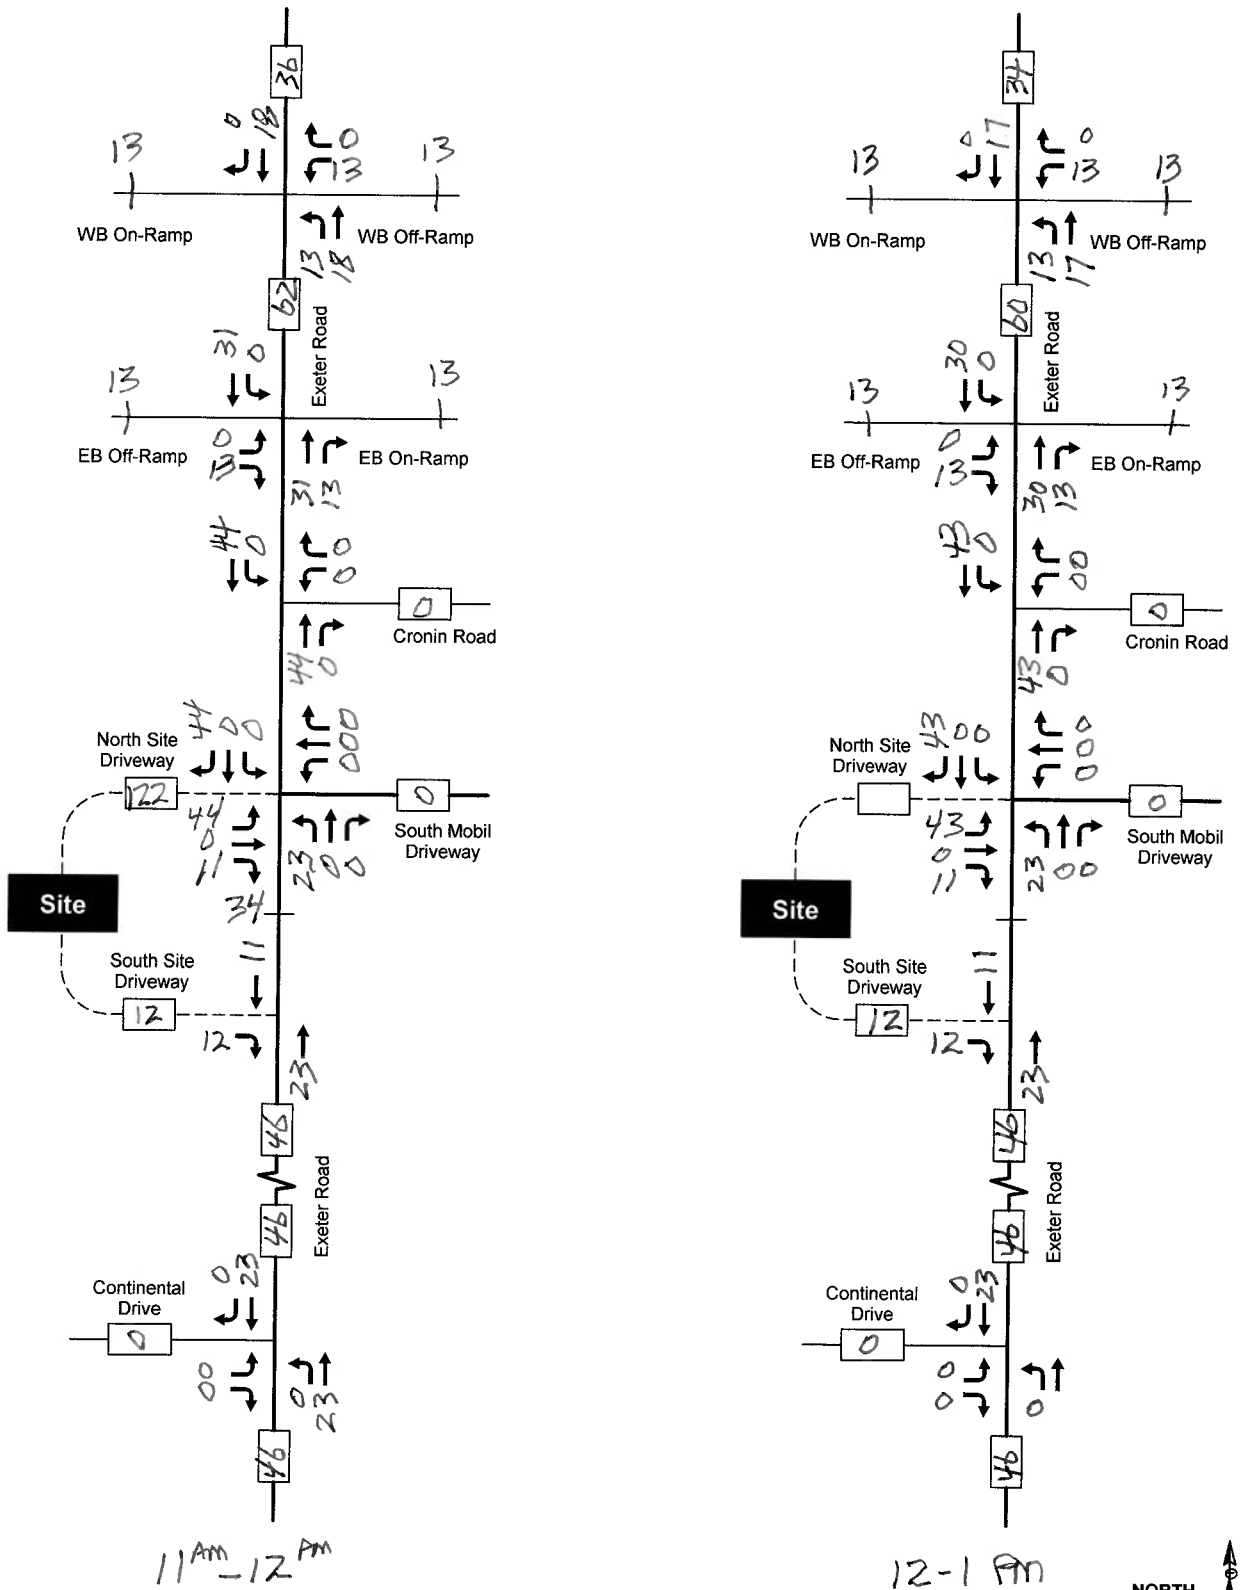 36
0 18
0
13
13
13
WB On-Ramp
WB Off-Ramp
13 18
62
Exeter Road
31 0
13
13
EB Off-Ramp
EB On-Ramp
0
13
31 13
44 0
0
0
0
Cronin Road
44 0
44 0 0
0
0
0
North Site
Driveway
122
0
South Mobil
Driveway
44
0
11
23 0 0
Site
34
11
South Site
Driveway
12
12
23
46
46
Exeter Road
0 23
Continental
Drive
0
0 0
0 23
46
11 AM - 12 PM
34
0 17
0
13
13
13
WB On-Ramp
WB Off-Ramp
13 17
60
Exeter Road
30 0
13
13
EB Off-Ramp
EB On-Ramp
0
13
30 13
43 0
0 0
0
Cronin Road
43 0
43 0 0
0
0
0
North Site
Driveway
0
South Mobil
Driveway
43
0
11
23 0 0
Site
11
South Site
Driveway
12
12
23
46
46
Exeter Road
0 23
Continental
Drive
0
0
0
0
46
12-1 PM
NORTH